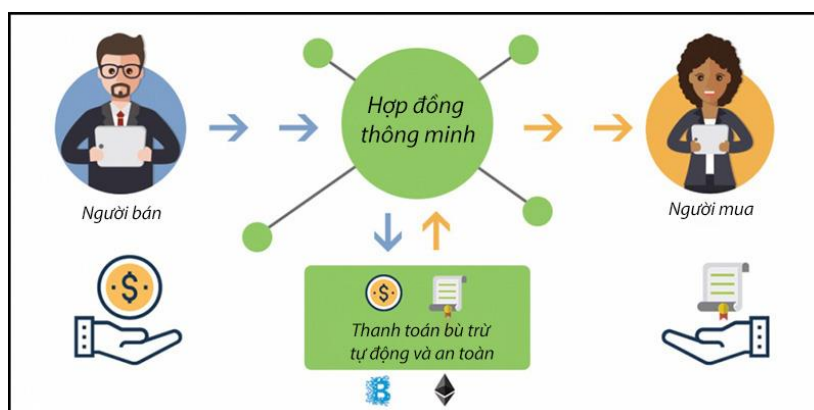 Hợp đồng
thông minh
Người bán
Người mua
Thanh toán bù trừ
tự động và an toàn